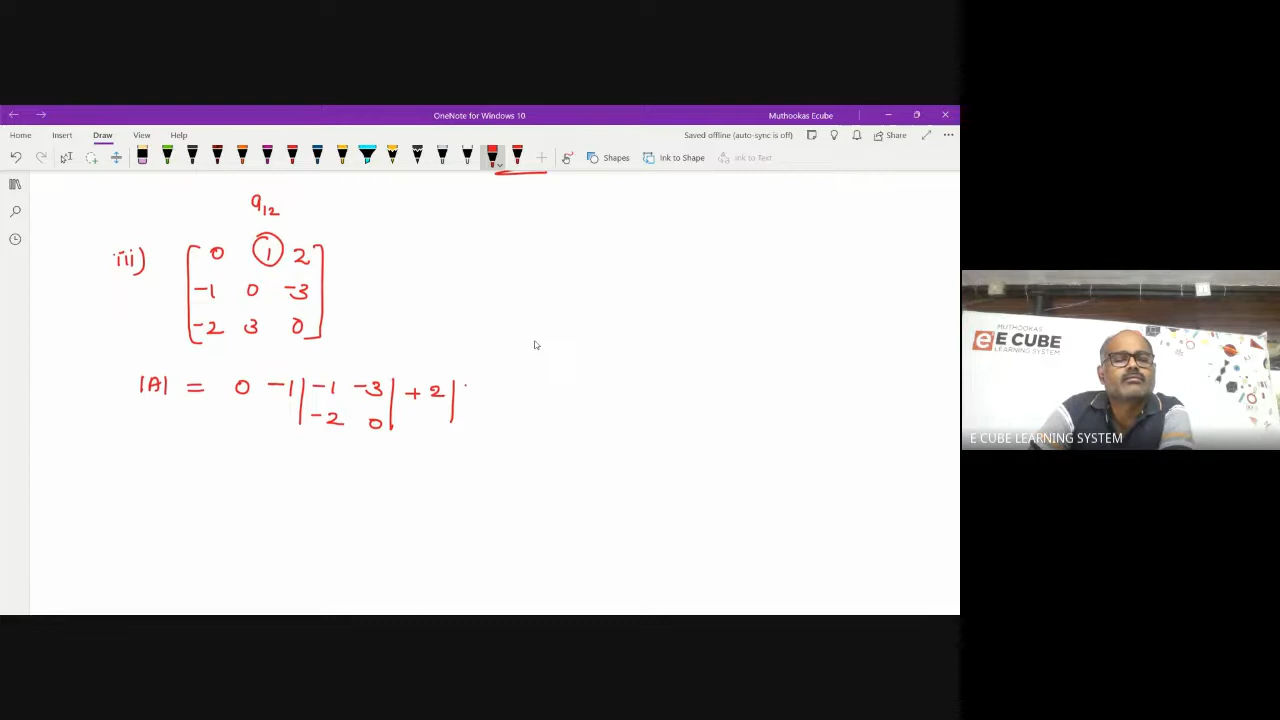 OneNote for Windows 10
Muthookas Ecube
Home Insert Draw View Help
Saved offline (auto-sync is off)
Share
Shapes
Ink to Shape
Ink to Text
a12
iii) [ 0 1 2
-1 0 -3
-2 3 0 ]
|A| = 0 -1 | -1 -3 | + 2 |
-2 0
MUTHOOKAS
E CUBE
LEARNING SYSTEM
E CUBE LEARNING SYSTEM